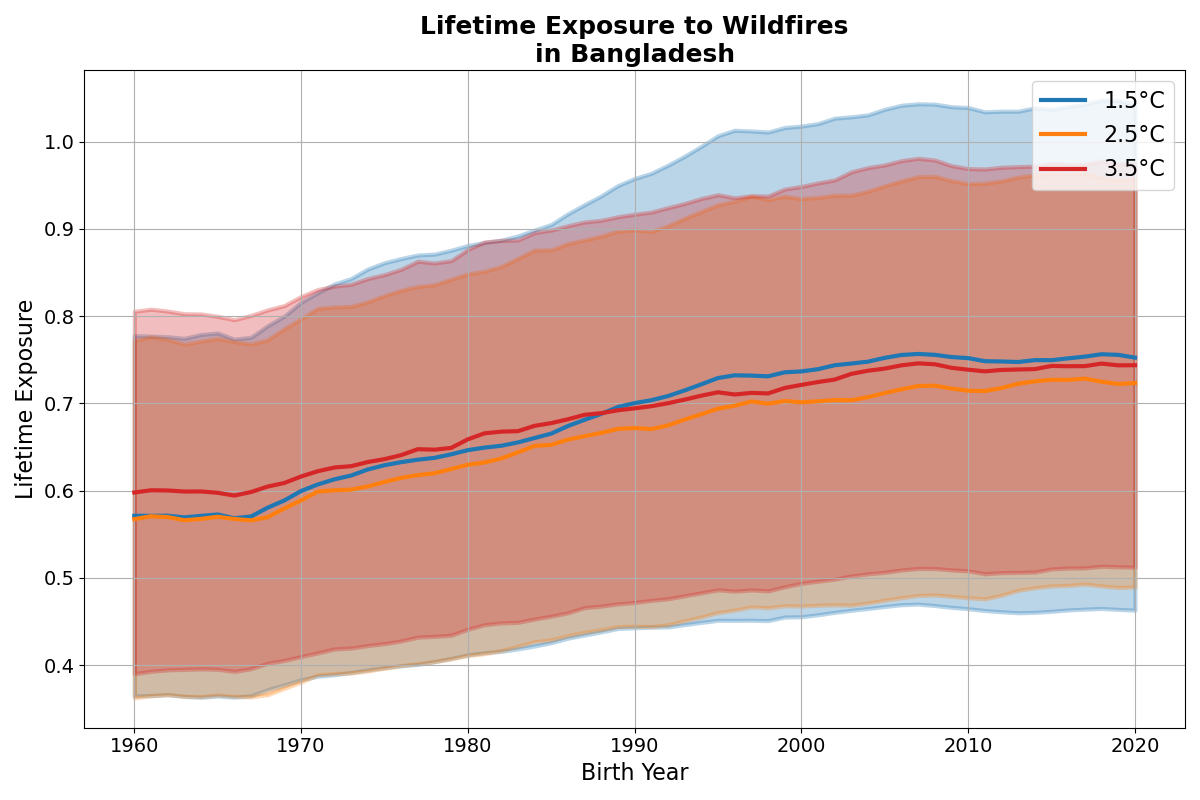 Lifetime Exposure to Wildfires
in Bangladesh
1.5°C
2.5°C
3.5°C
Lifetime Exposure
1.0
0.9
0.8
0.7
0.6
0.5
0.4
1960 1970 1980 1990 2000 2010 2020
Birth Year